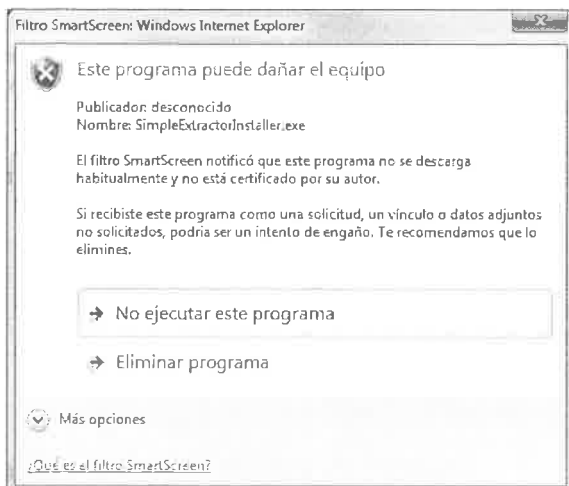 Filtro SmartScreen: Windows Internet Explorer
Este programa puede dañar el equipo
Publicador: desconocido
Nombre: SimpleExtractorInstaller.exe
El filtro SmartScreen notificó que este programa no se descarga
habitualmente y no está certificado por su autor.
Si recibiste este programa como una solicitud, un vínculo o datos adjuntos
no solicitados, podría ser un intento de engaño. Te recomendamos que lo
elimines.
No ejecutar este programa
Eliminar programa
Más opciones
¿Qué es el filtro SmartScreen?